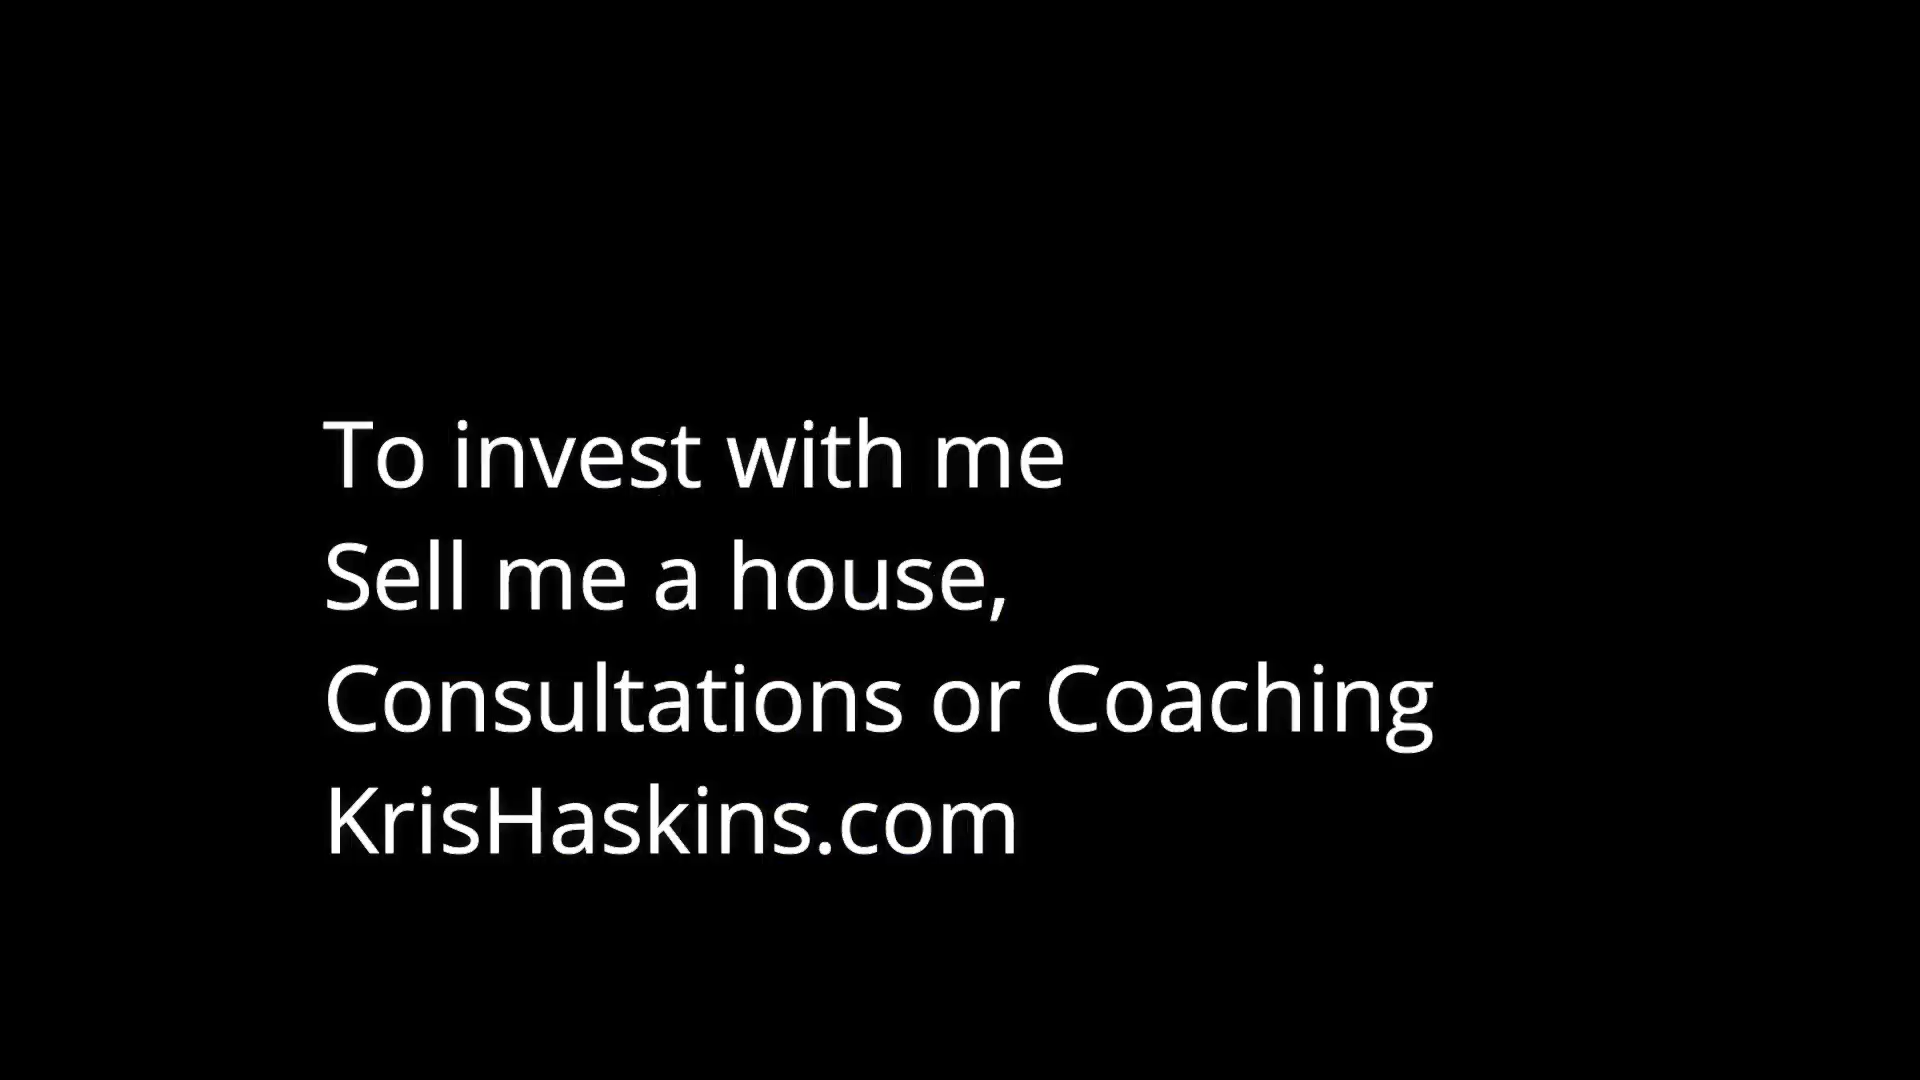 To invest with me
Sell me a house,
Consultations or Coaching
KrisHaskins.com